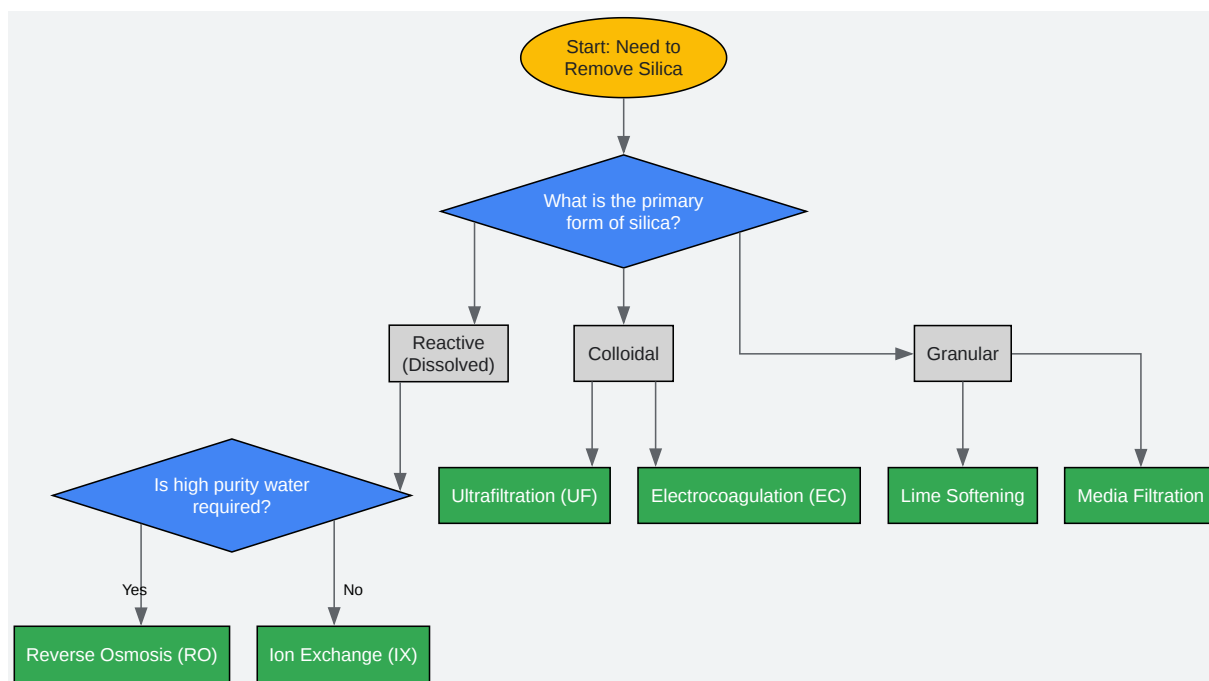 Start: Need to
Remove Silica
What is the primary
form of silica?
Reactive
(Dissolved)
Colloidal
Granular
Is high purity water
required?
Ultrafiltration (UF)
Electrocoagulation (EC)
Lime Softening
Media Filtration
Yes
No
Reverse Osmosis (RO)
Ion Exchange (IX)